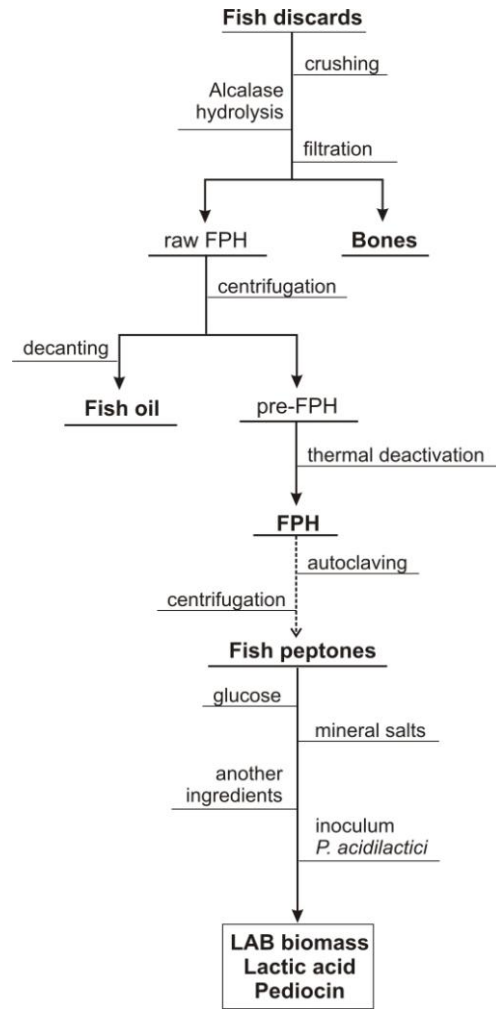 Fish discards
crushing
Alcalase
hydrolysis
filtration
raw FPH
Bones
centrifugation
decanting
Fish oil
pre-FPH
thermal deactivation
FPH
autoclaving
centrifugation
Fish peptones
glucose
mineral salts
another
ingredients
inoculum
P. acidilactici
LAB biomass
Lactic acid
Pediocin